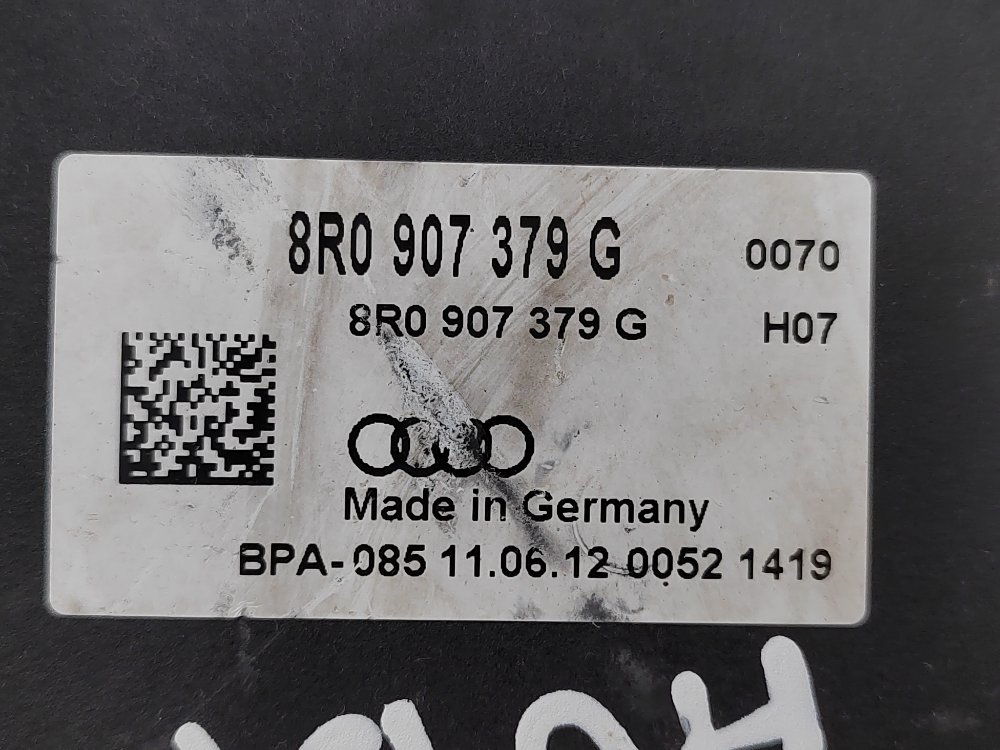 8R0 907 379 G 0070
8R0 907 379 G H07
Made in Germany
BPA-085 11.06.12 0052 1419